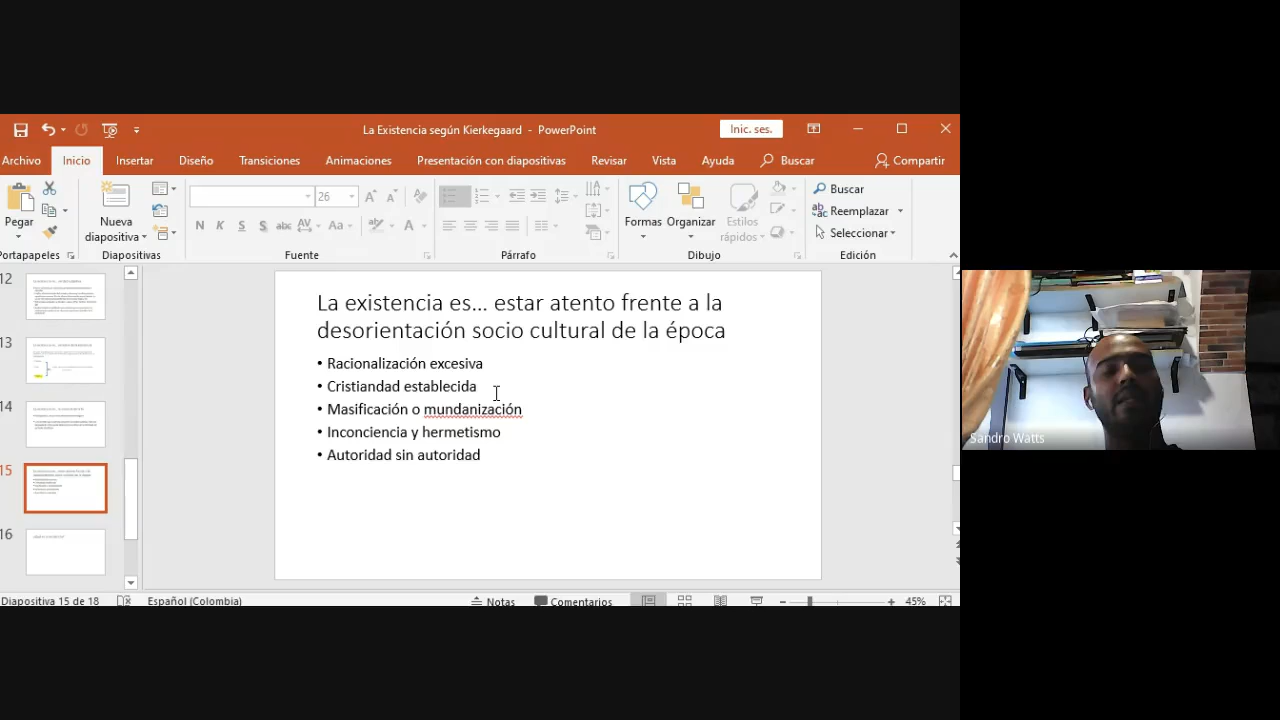 La Existencia según Kierkegaard - PowerPoint
Inic. ses.
Archivo Inicio Insertar Diseño Transiciones Animaciones Presentación con diapositivas Revisar Vista Ayuda Buscar Compartir
Pegar
Nueva
diapositiva
26
N K S S abc AV Aa A
Formas Organizar Estilos
rápidos
Buscar
Reemplazar
Seleccionar
Portapapeles Diapositivas Fuente Párrafo Dibujo Edición
12
13
14
15
16
La existencia es... estar atento frente a la
desorientación socio cultural de la época
• Racionalización excesiva
• Cristiandad establecida
• Masificación o mundanización
• Inconciencia y hermetismo
• Autoridad sin autoridad
Diapositiva 15 de 18 Español (Colombia) Notas Comentarios 45%
Sandro Watts